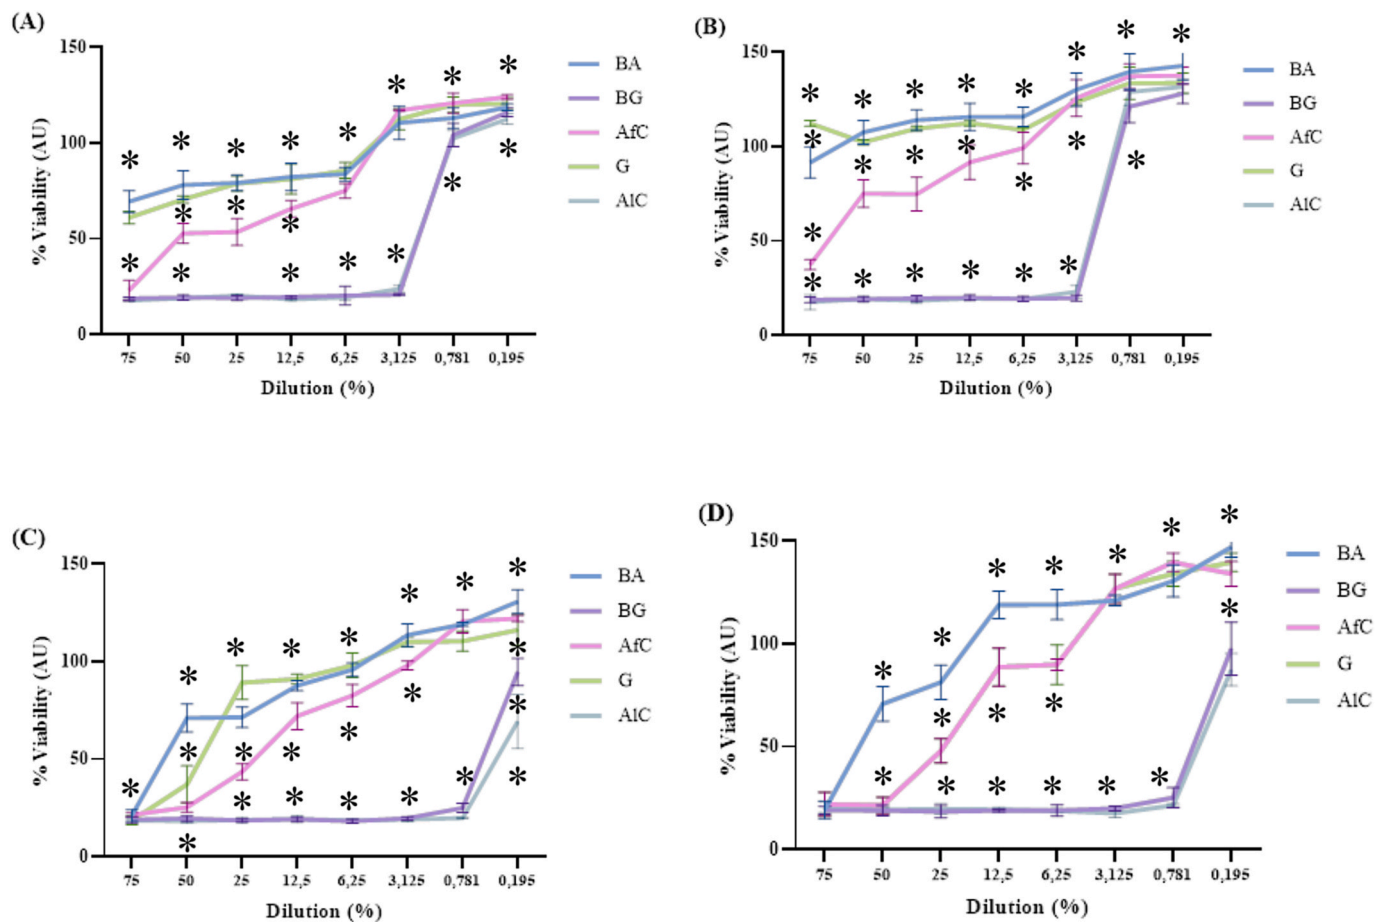 (A)
150
100
50
0
% Viability (AU)
75 50 25 12,5 6,25 3,125 0,781 0,195
Dilution (%)
BA
BG
AfC
G
AlC
(B)
150
100
50
0
% Viability (AU)
75 50 25 12,5 6,25 3,125 0,781 0,195
Dilution (%)
BA
BG
AfC
G
AlC
(C)
150
100
50
0
% Viability (AU)
75 50 25 12,5 6,25 3,125 0,781 0,195
Dilution (%)
BA
BG
AfC
G
AlC
(D)
150
100
50
0
% Viability (AU)
75 50 25 12,5 6,25 3,125 0,781 0,195
Dilution (%)
BA
BG
AfC
G
AlC